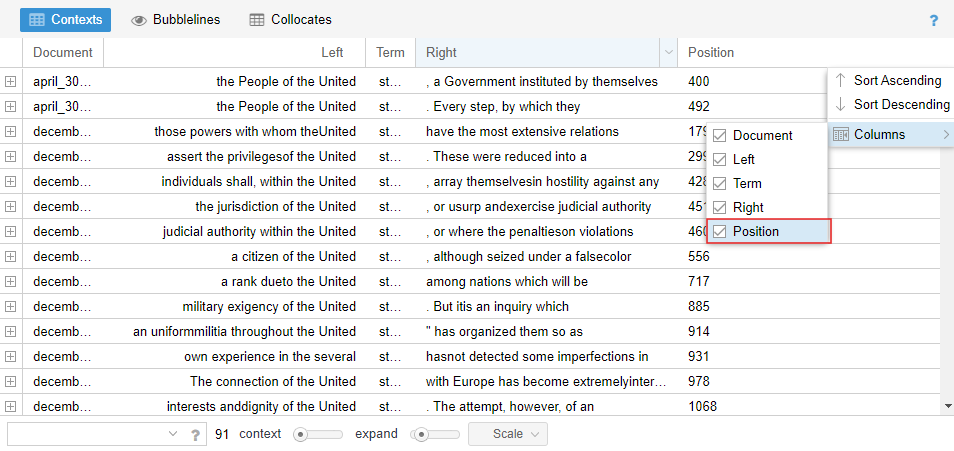 Contexts Bubblelines Collocates ?
Document Left Term Right Position
april_30... the People of the United st... , a Government instituted by themselves 400
april_30... the People of the United st... . Every step, by which they 492
decemb... those powers with whom theUnited st... have the most extensive relations 179
decemb... assert the privilegesof the United st... . These were reduced into a 299
decemb... individuals shall, within the United st... , array themselvesin hostility against any 428
decemb... the jurisdiction of the United st... , or usurp andexercise judicial authority 451
decemb... judicial authority within the United st... , or where the penaltieson violations 460
decemb... a citizen of the United st... , although seized under a falsecolor 556
decemb... a rank dueto the United st... among nations which will be 717
decemb... military exigency of the United st... . But itis an inquiry which 885
decemb... an uniformmilitia throughout the United st... " has organized them so as 914
decemb... own experience in the several st... hasnot detected some imperfections in 931
decemb... The connection of the United st... with Europe has become extremelyinter... 978
decemb... interests anddignity of the United st... . The attempt, however, of an 1068
Sort Ascending
Sort Descending
Columns
Document
Left
Term
Right
Position
? 91 context expand Scale